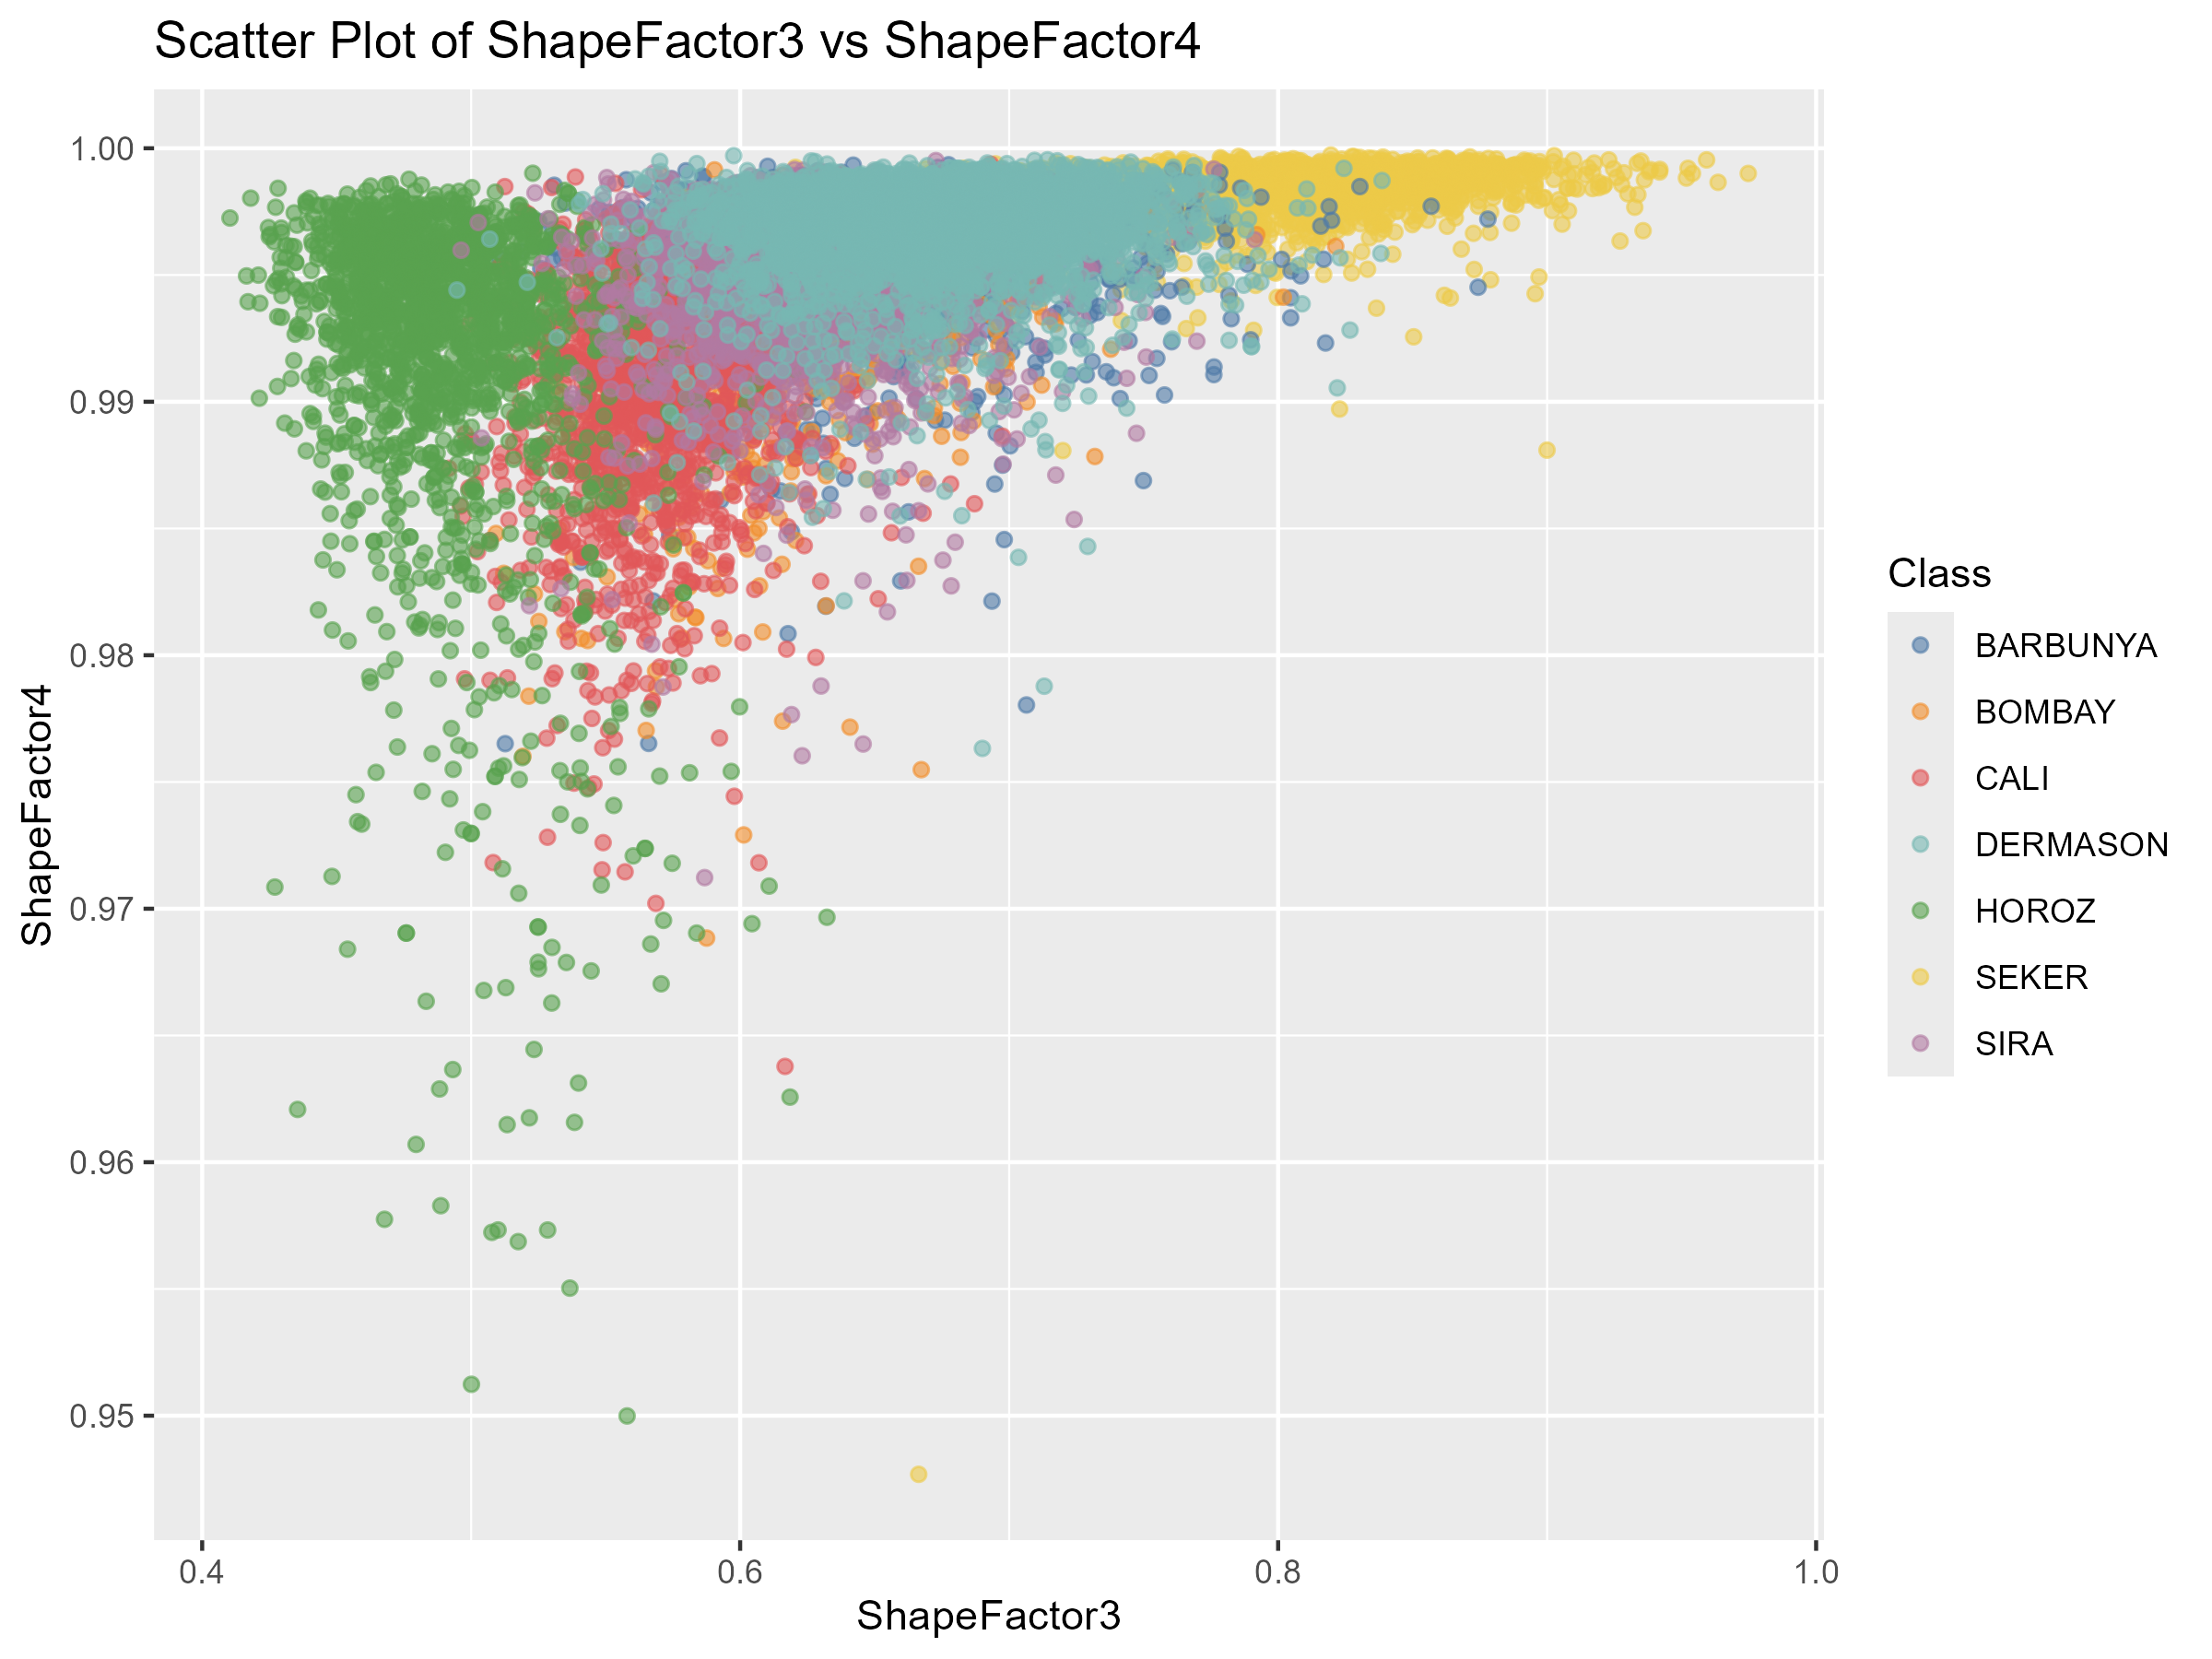 Scatter Plot of ShapeFactor3 vs ShapeFactor4
1.00
0.99
0.98
0.97
0.96
0.95
ShapeFactor4
0.4
0.6
0.8
1.0
ShapeFactor3
Class
BARBUNYA
BOMBAY
CALI
DERMASON
HOROZ
SEKER
SIRA